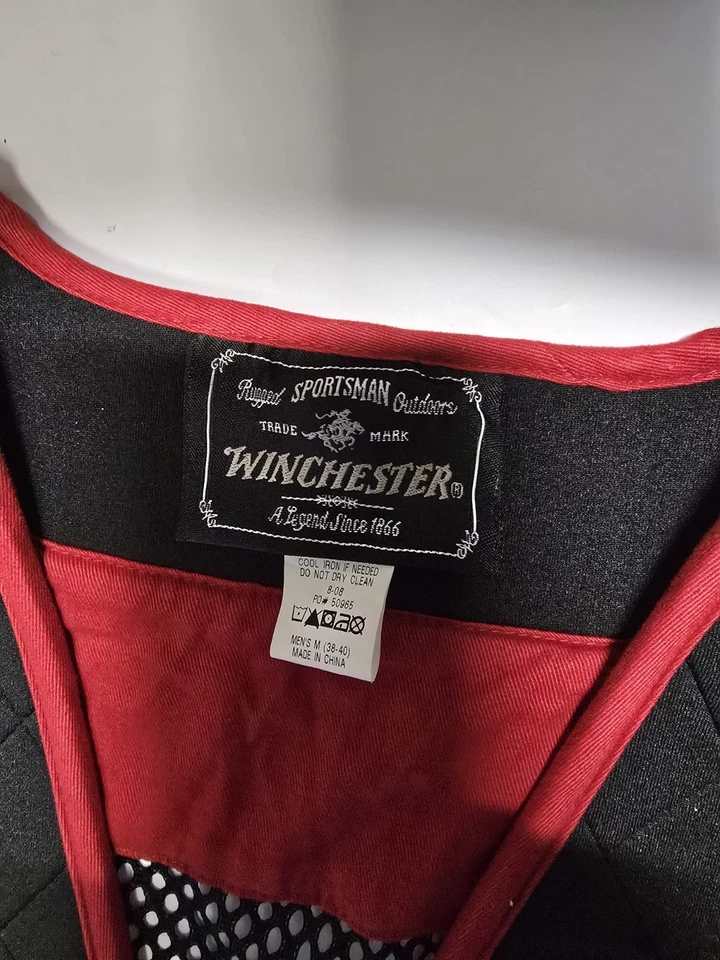 Rugged SPORTSMAN Outdoors
TRADE MARK
WINCHESTER®
A Legend Since 1866
COOL IRON IF NEEDED
DO NOT DRY CLEAN
8-08
PO# 50965
MEN'S M (38-40)
MADE IN CHINA